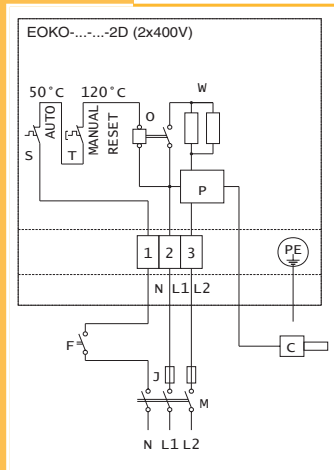 EOKO-...-...-2D (2x400V)
50°C
120°C
W
AUTO
MANUAL
RESET
O
S
T
P
1 2 3
PE
N L1 L2
F
C
J
M
N L1 L2